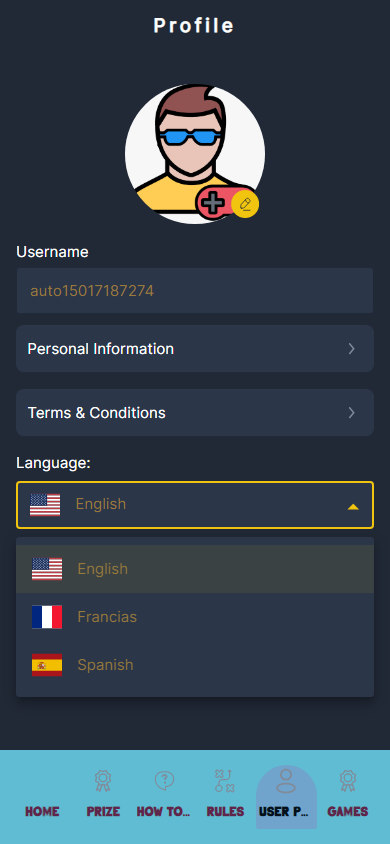 Profile
Username
auto15017187274
Personal Information
Terms & Conditions
Language:
English
English
Francias
Spanish
HOME PRIZE HOW TO... RULES USER P... GAMES